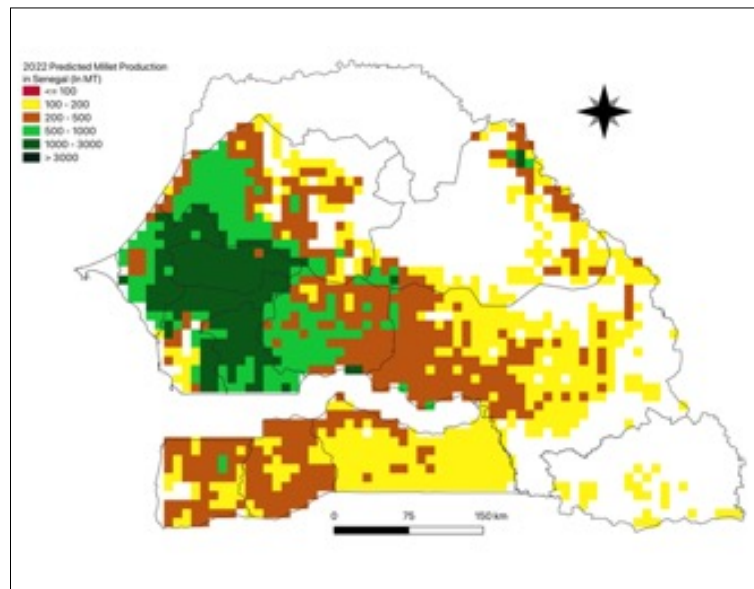 2022 Predicted Millet Production
in Senegal (In MT)
<= 100
100 - 200
200 - 500
500 - 1000
1000 - 3000
> 3000
0 75 150 km